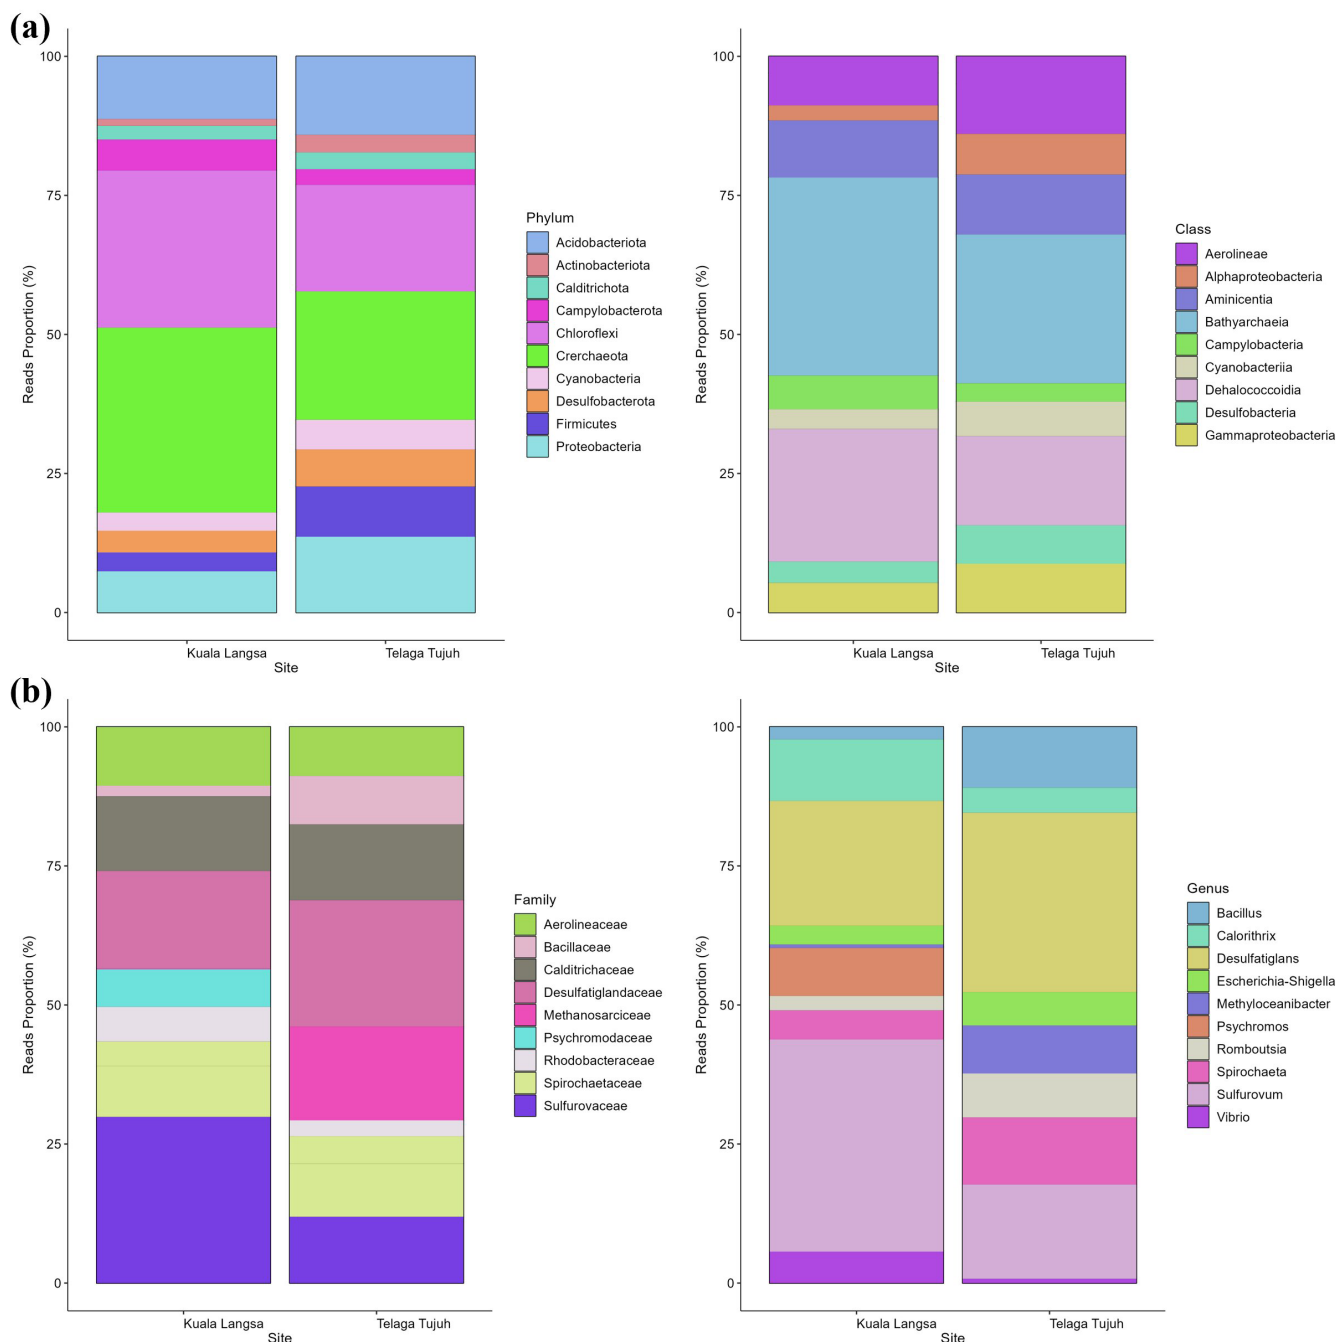 (a)
100
75
50
25
0
Reads Proportion (%)
Kuala Langsa
Telaga Tujuh
Site
Phylum
Acidobacteriota
Actinobacteriota
Calditrichota
Campylobacterota
Chloroflexi
Crerchaeota
Cyanobacteria
Desulfobacterota
Firmicutes
Proteobacteria
100
75
50
25
0
Reads Proportion (%)
Kuala Langsa
Telaga Tujuh
Site
Class
Aerolineae
Alphaproteobacteria
Aminicentia
Bathyarchaeia
Campylobacteria
Cyanobacteriia
Dehalococcoidia
Desulfobacteria
Gammaproteobacteria
(b)
100
75
50
25
0
Reads Proportion (%)
Kuala Langsa
Telaga Tujuh
Site
Family
Aerolineaceae
Bacillaceae
Calditrichaceae
Desulfatiglandaceae
Methanosarciceae
Psychromodaceae
Rhodobacteraceae
Spirochaetaceae
Sulfurovaceae
100
75
50
25
0
Reads Proportion (%)
Kuala Langsa
Telaga Tujuh
Site
Genus
Bacillus
Calorithrix
Desulfatiglans
Escherichia-Shigella
Methyloceanibacter
Psychromos
Romboutsia
Spirochaeta
Sulfurovum
Vibrio